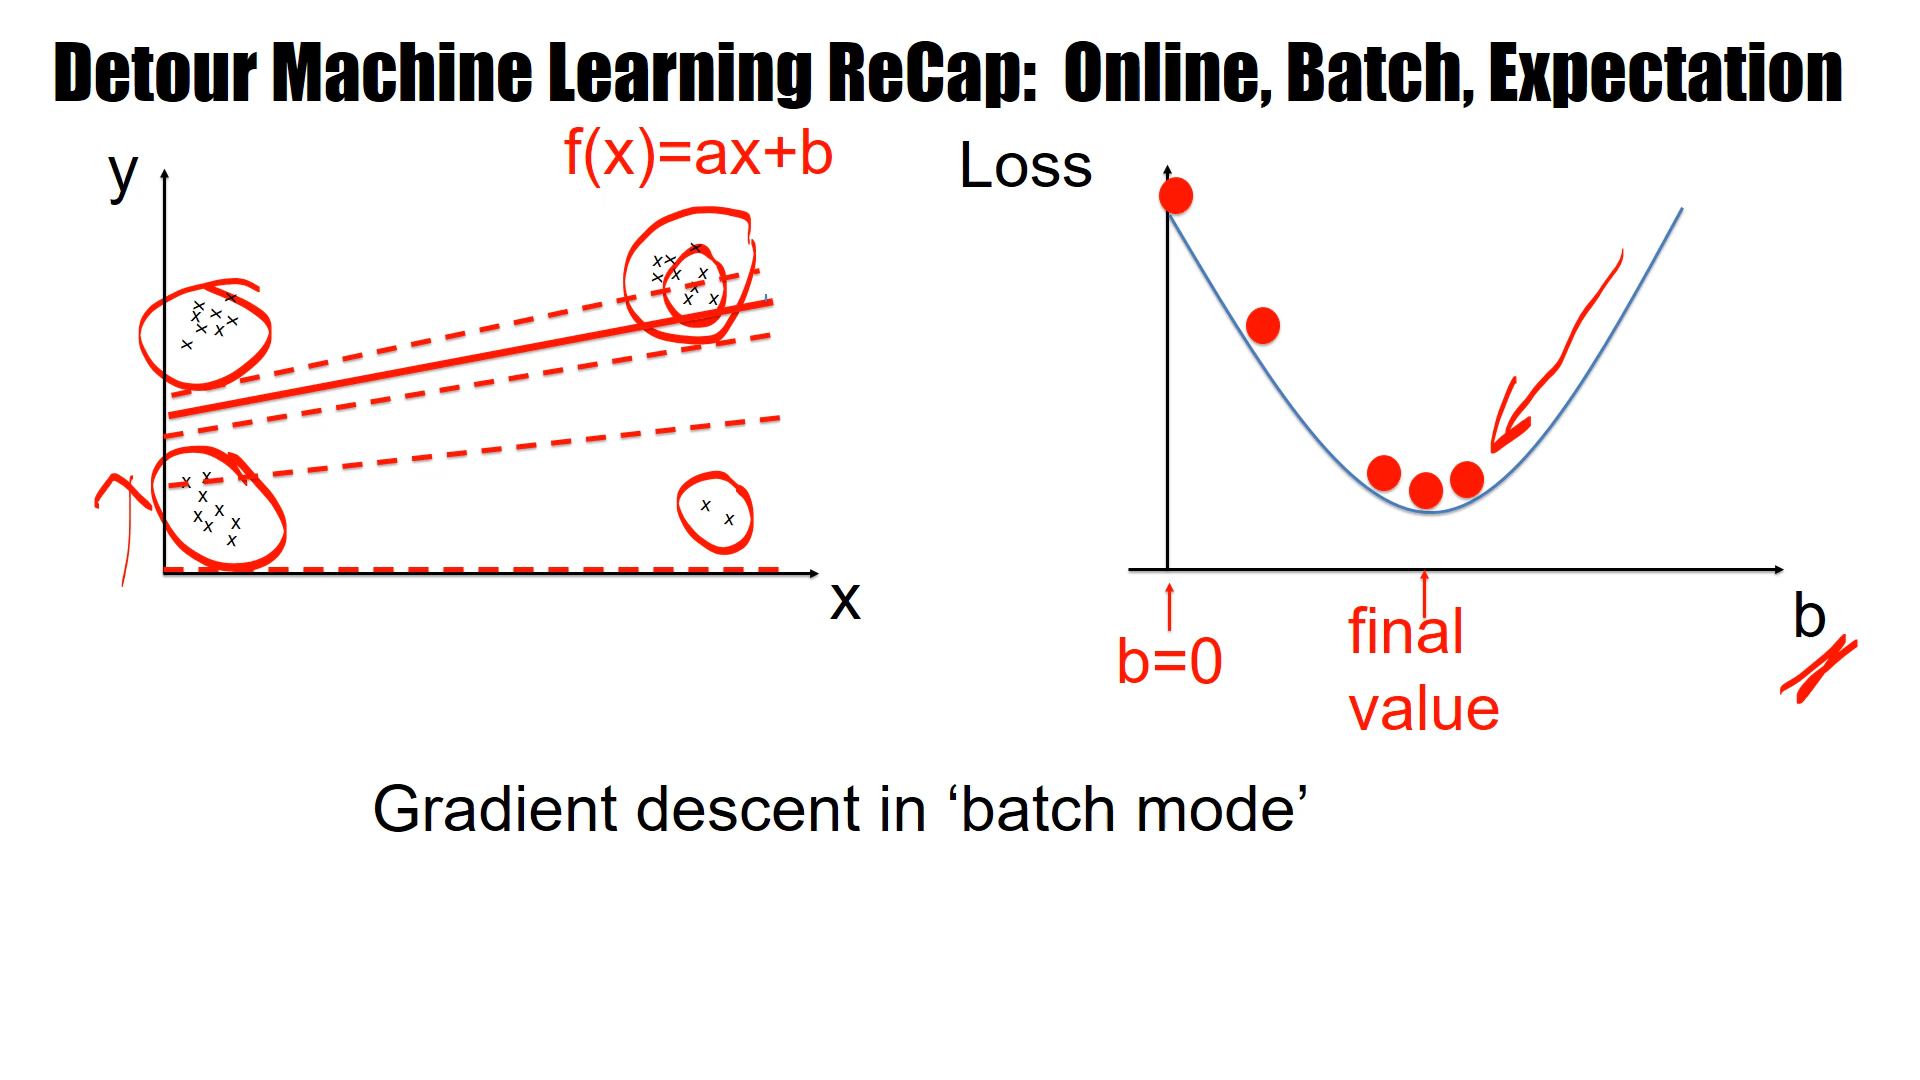 Detour Machine Learning ReCap: Online, Batch, Expectation
f(x)=ax+b
y
Loss
x
b
b=0
final
value
Gradient descent in ‘batch mode’